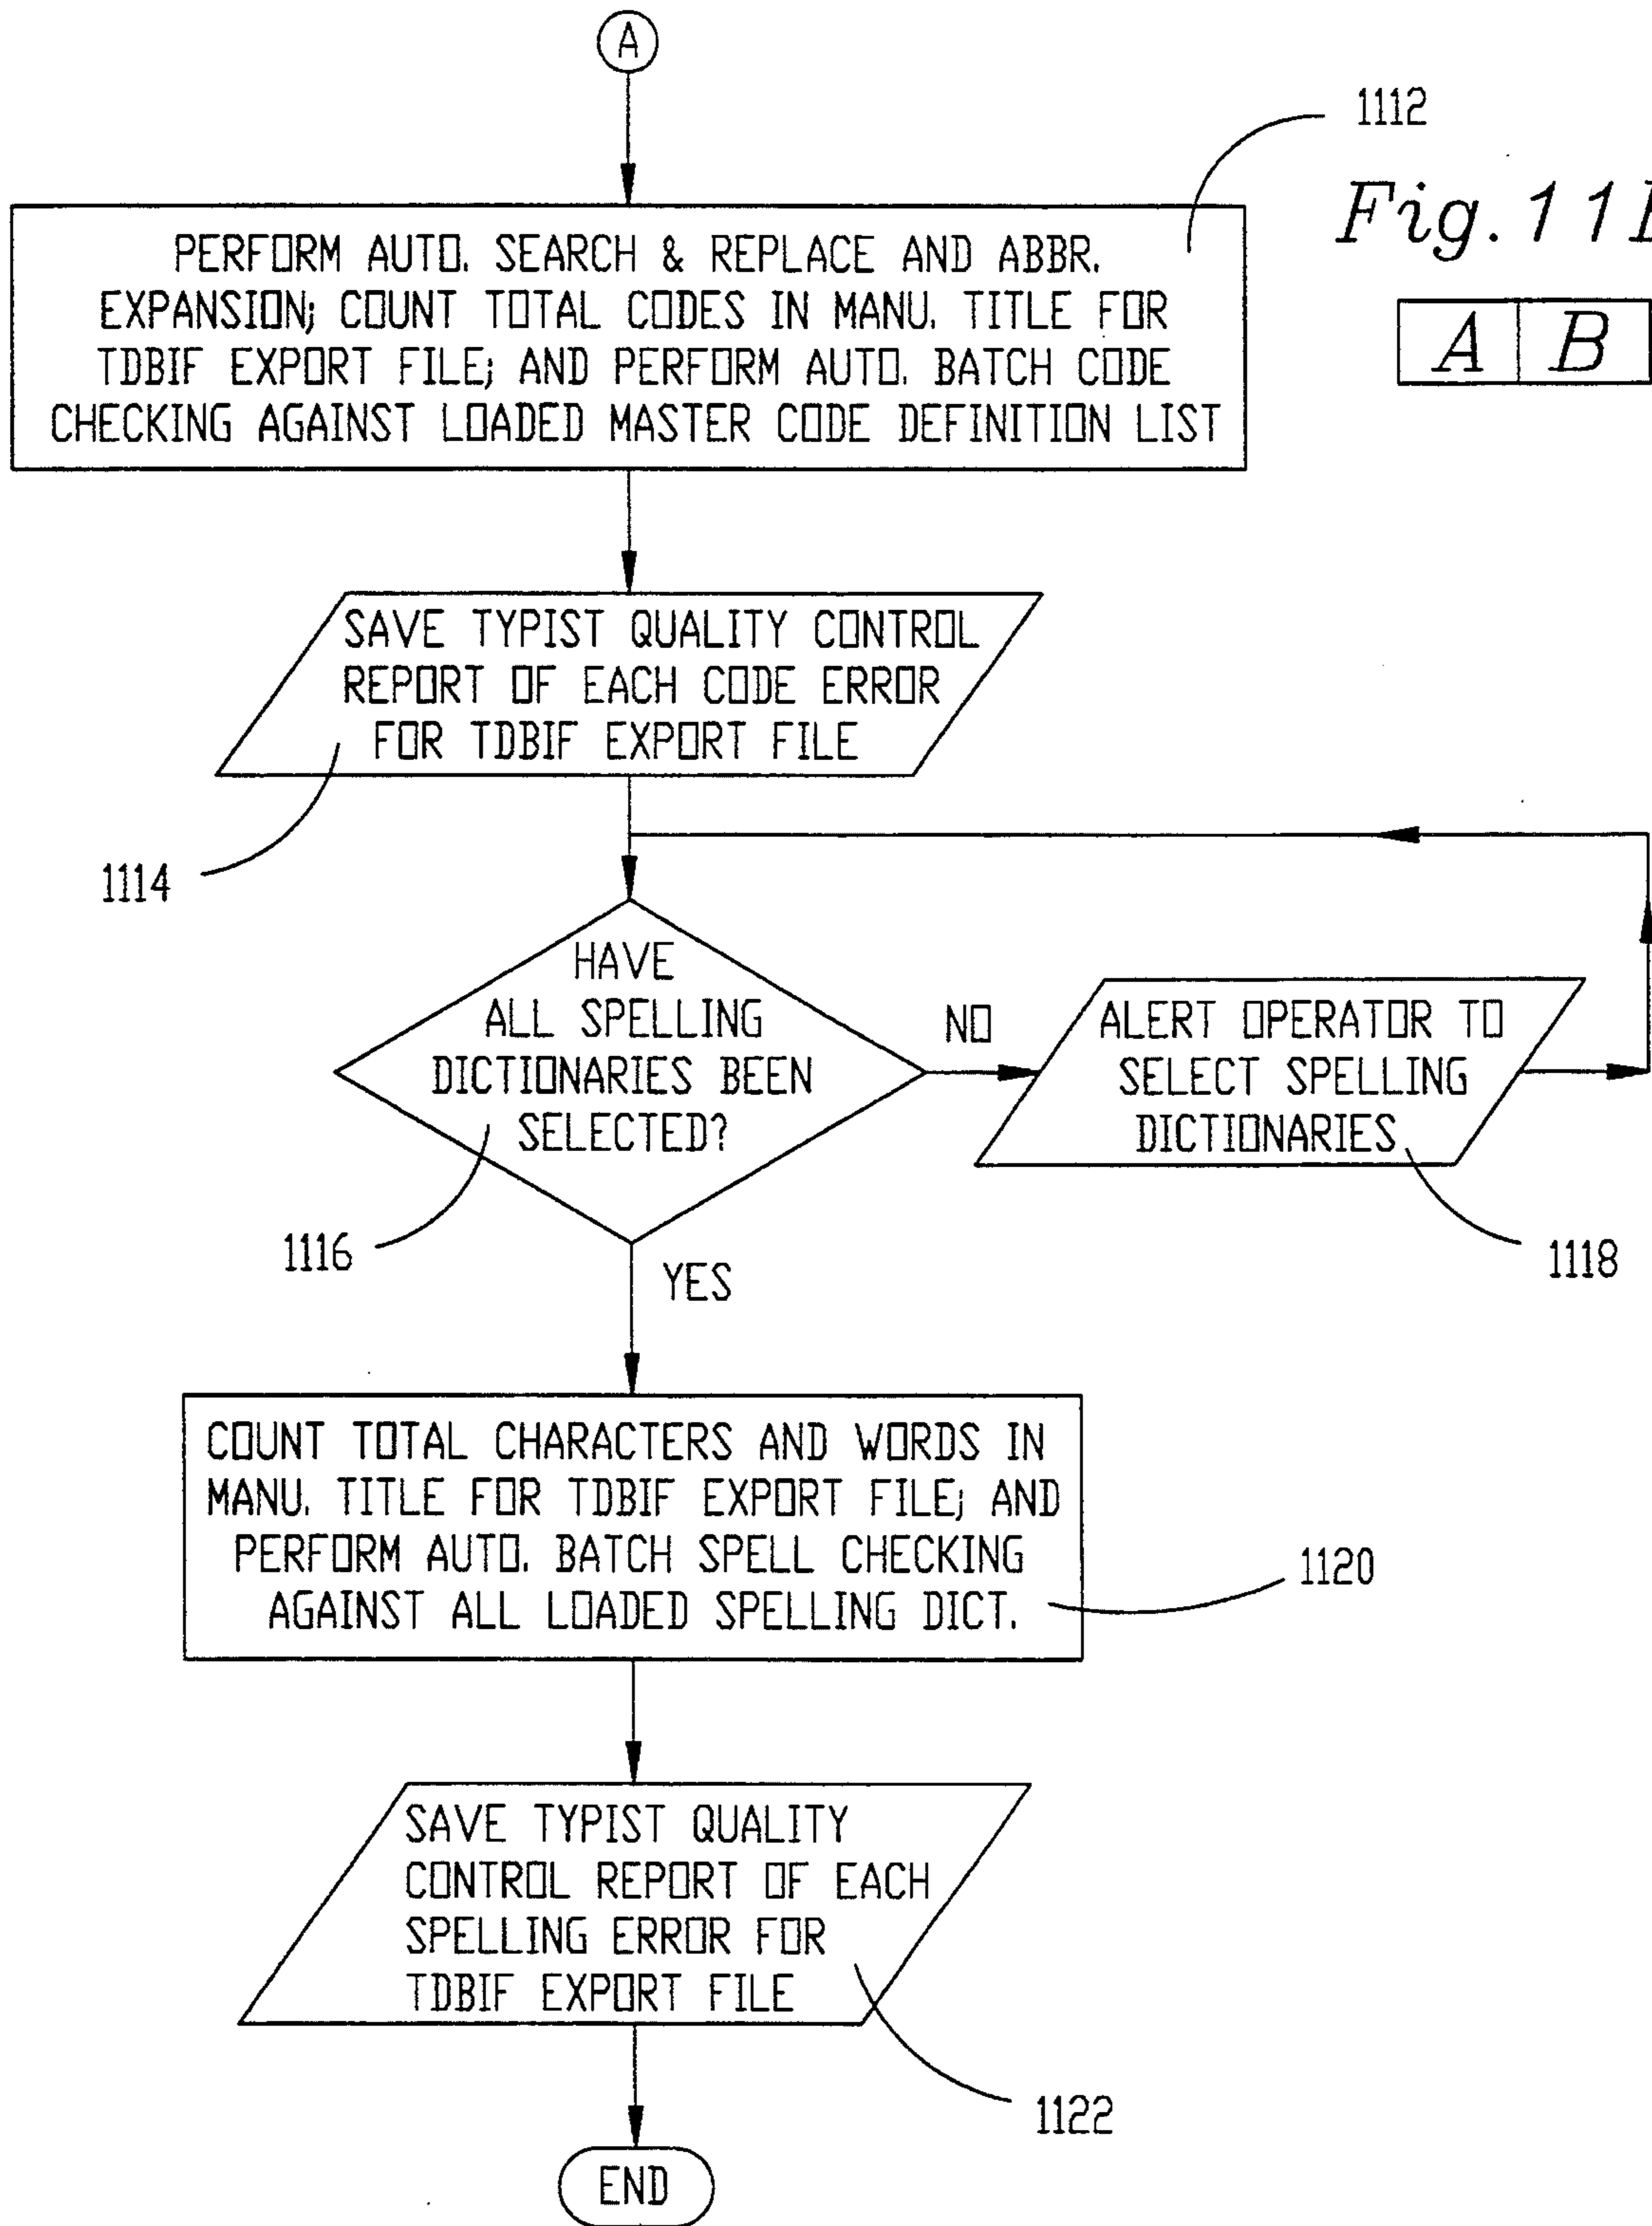 A
1112
Fig. 11
A B
PERFORM AUTO. SEARCH & REPLACE AND ABBR.
EXPANSION; COUNT TOTAL CODES IN MANU. TITLE FOR
TDBIF EXPORT FILE; AND PERFORM AUTO. BATCH CODE
CHECKING AGAINST LOADED MASTER CODE DEFINITION LIST
SAVE TYPIST QUALITY CONTROL
REPORT OF EACH CODE ERROR
FOR TDBIF EXPORT FILE
1114
HAVE
ALL SPELLING
DICTIONARIES BEEN
SELECTED?
1116
NO
ALERT OPERATOR TO
SELECT SPELLING
DICTIONARIES
1118
YES
COUNT TOTAL CHARACTERS AND WORDS IN
MANU. TITLE FOR TDBIF EXPORT FILE; AND
PERFORM AUTO. BATCH SPELL CHECKING
AGAINST ALL LOADED SPELLING DICT.
1120
SAVE TYPIST QUALITY
CONTROL REPORT OF EACH
SPELLING ERROR FOR
TDBIF EXPORT FILE
1122
END